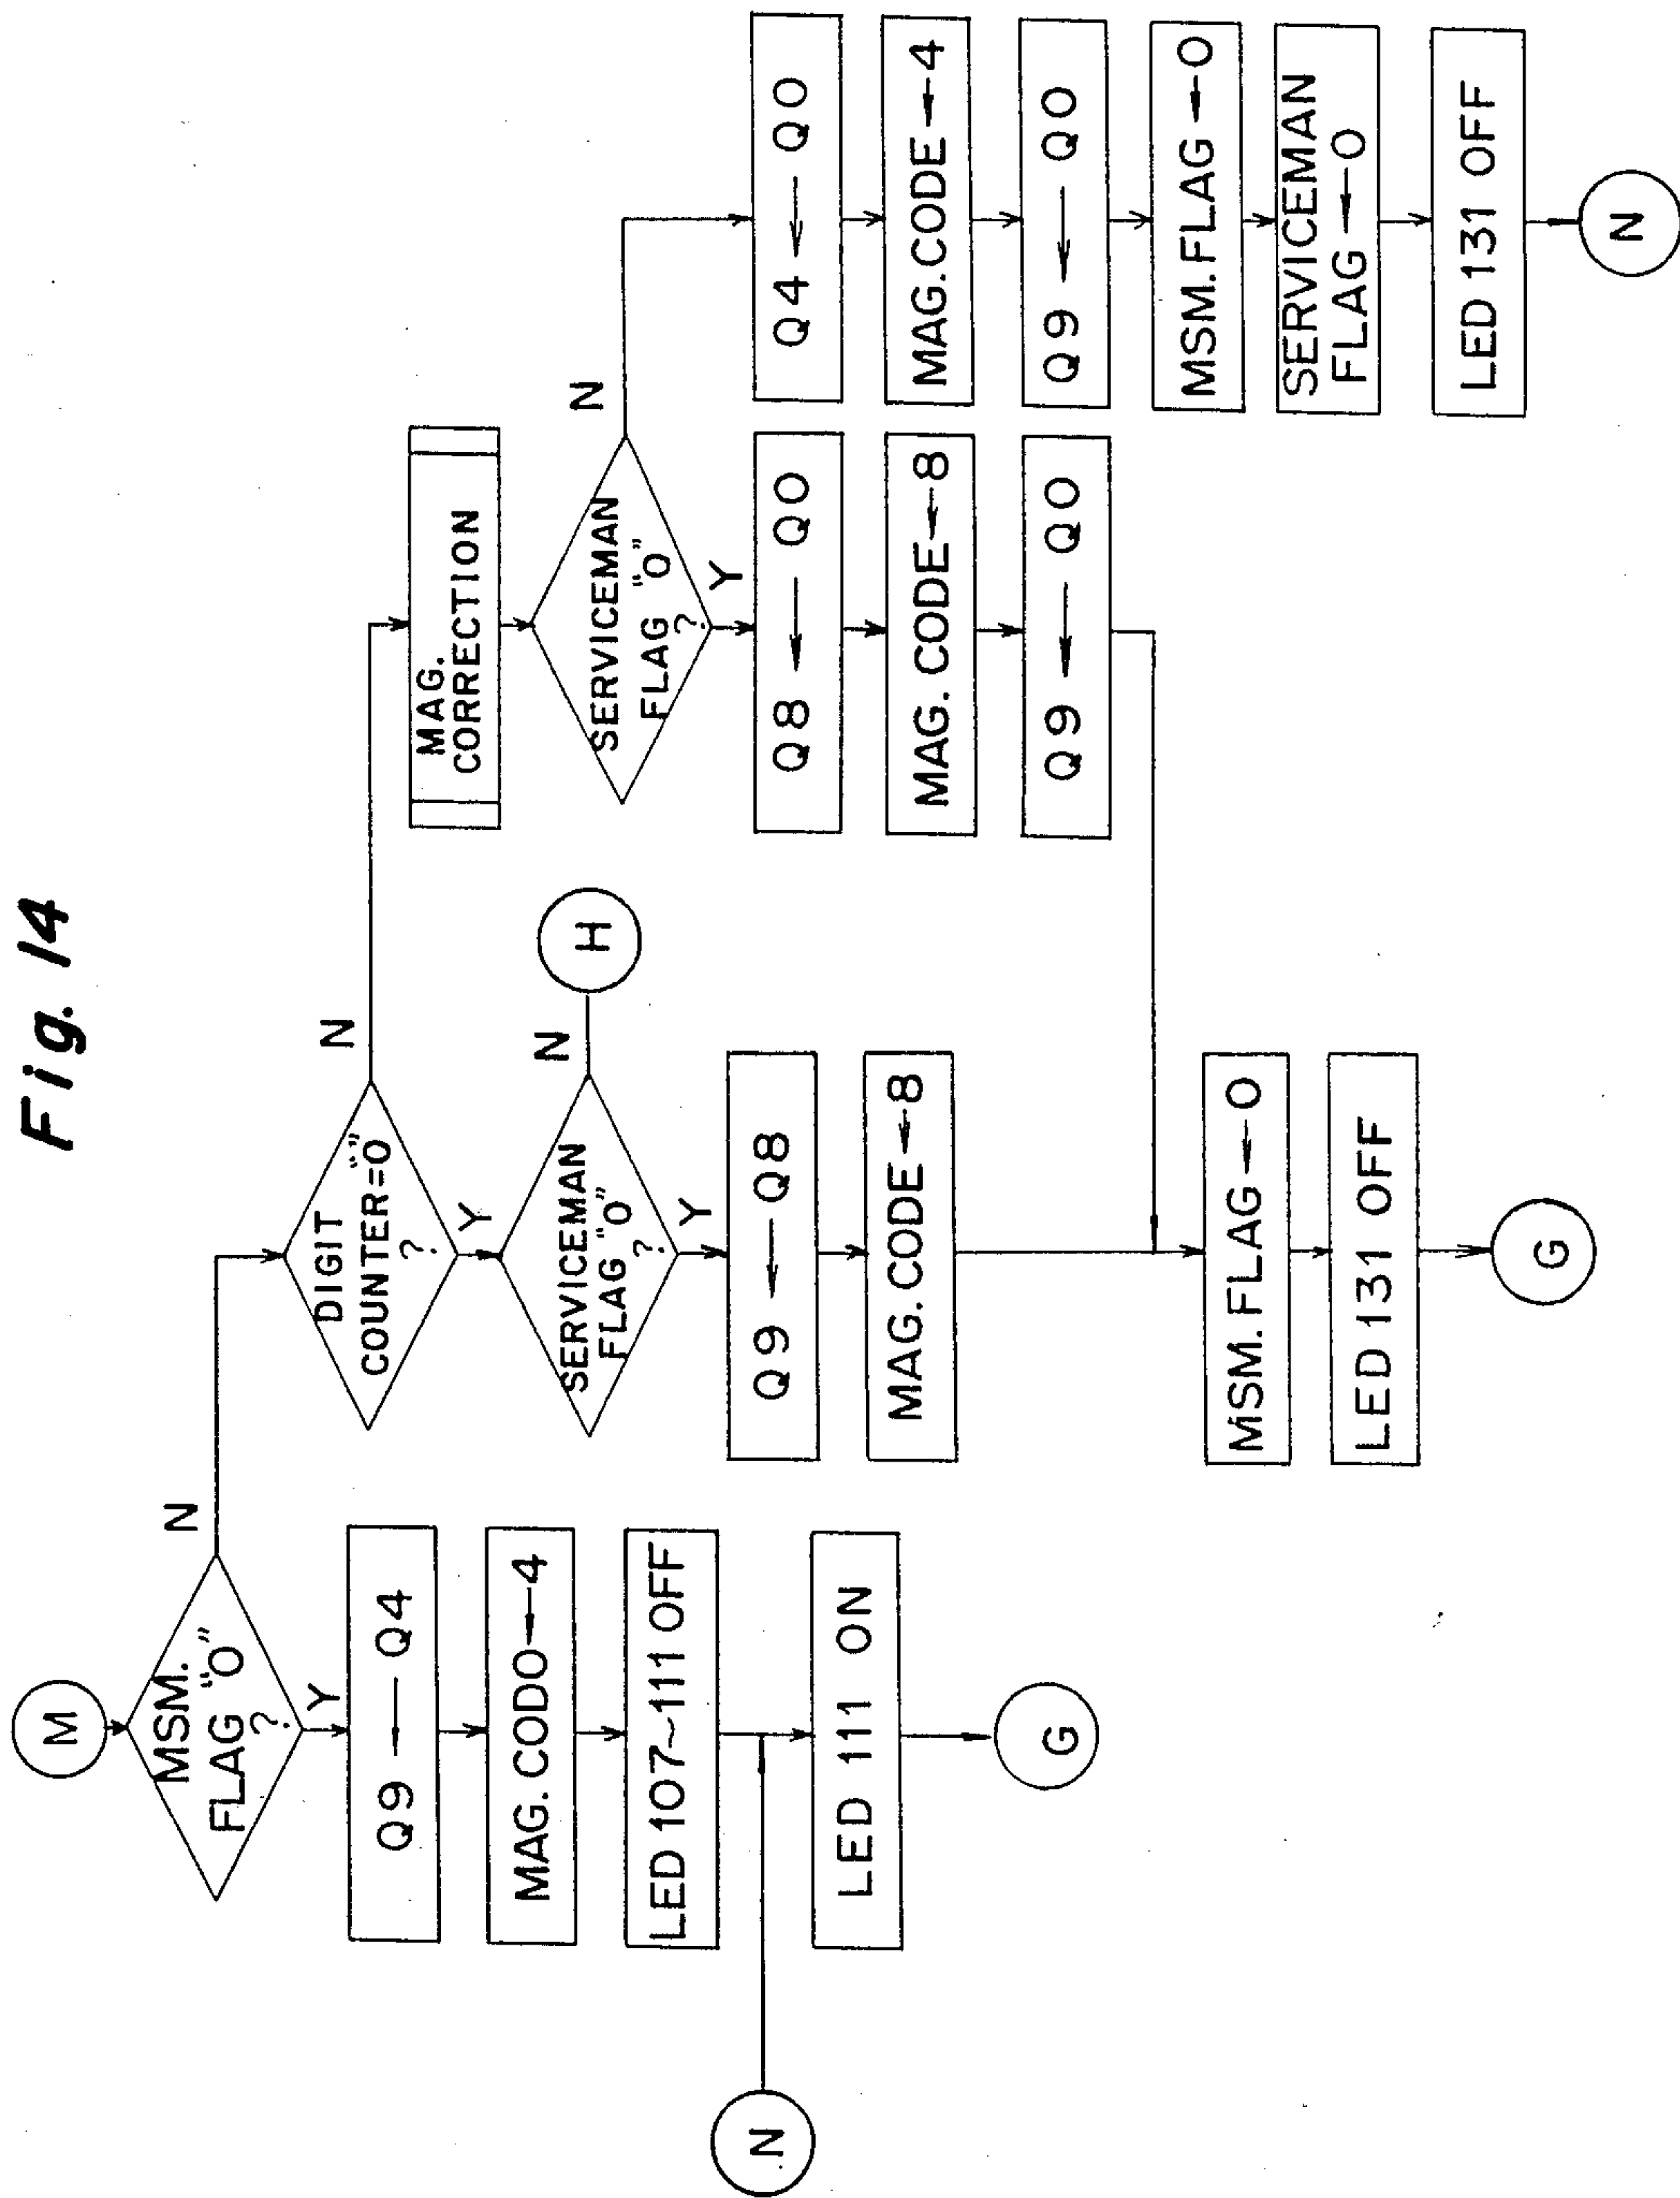 Fig. 14
M
MSM.
FLAG "0"
?
N
Y
Q9 ← Q4
MAG. CODO←4
LED 107~111 OFF
N
LED 111 ON
G
DIGIT
COUNTER="0"
?
N
Y
SERVICEMAN
FLAG "0"
?
N
H
Y
Q9 ← Q8
MAG. CODE←8
MSM. FLAG←0
LED 131 OFF
G
MAG.
CORRECTION
SERVICEMAN
FLAG "0"
?
N
Y
Q8 ← Q0
MAG. CODE←8
Q9 ← Q0
Q4 ← Q0
MAG.CODE←4
Q9 ← Q0
MSM.FLAG←0
SERVICEMAN
FLAG←0
LED 131 OFF
N